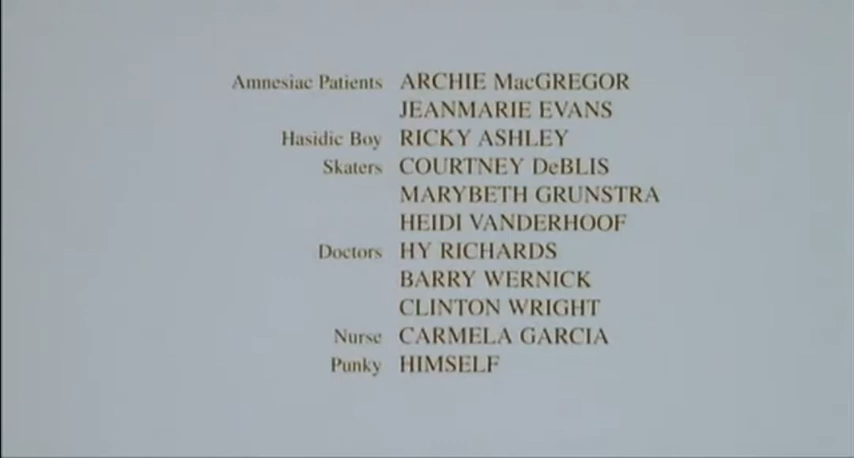 Amnesiac Patients ARCHIE MacGREGOR
JEANMARIE EVANS
Hasidic Boy RICKY ASHLEY
Skaters COURTNEY DeBLIS
MARYBETH GRUNSTRA
HEIDI VANDERHOOF
Doctors HY RICHARDS
BARRY WERNICK
CLINTON WRIGHT
Nurse CARMELA GARCIA
Punky HIMSELF